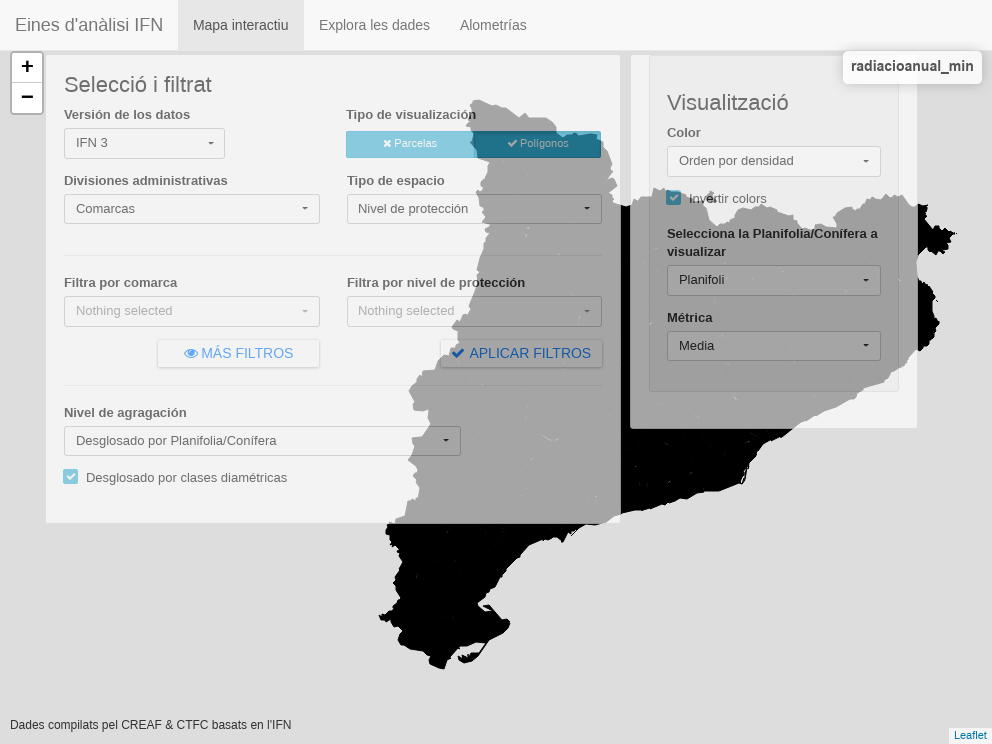 Eines d'anàlisi IFN
Mapa interactiu
Explora les dades
Alometrías
+
−
radiacioanual_min
Selecció i filtrat
Versión de los datos
Tipo de visualización
IFN 3
Parcelas
Polígonos
Divisiones administrativas
Tipo de espacio
Comarcas
Nivel de protección
Filtra por comarca
Filtra por nivel de protección
Nothing selected
Nothing selected
MÁS FILTROS
APLICAR FILTROS
Nivel de agragación
Desglosado por Planifolia/Conífera
Desglosado por clases diamétricas
Visualització
Color
Orden por densidad
Invertir colors
Selecciona la Planifolia/Conífera a
visualizar
Planifoli
Métrica
Media
Dades compilats pel CREAF & CTFC basats en l'IFN
Leaflet